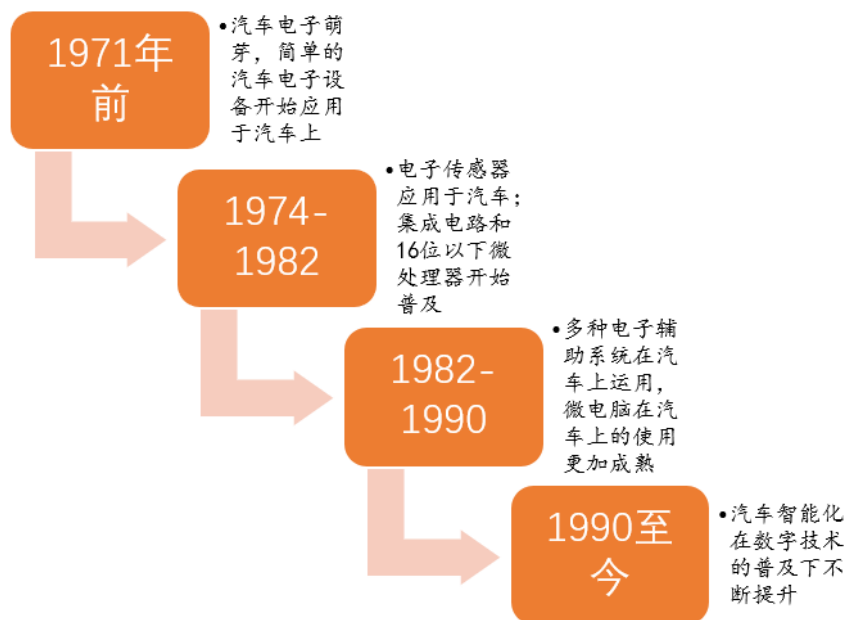 1971年
前
•汽车电子萌
芽，简单的
汽车电子设
备开始应用
于汽车上
1974-
1982
•电子传感器
应用于汽车；
集成电路和
16位以下微
处理器开始
普及
1982-
1990
•多种电子辅
助系统在汽
车上运用，
微电脑在汽
车上的使用
更加成熟
1990至
今
•汽车智能化
在数字技术
的普及下不
断提升